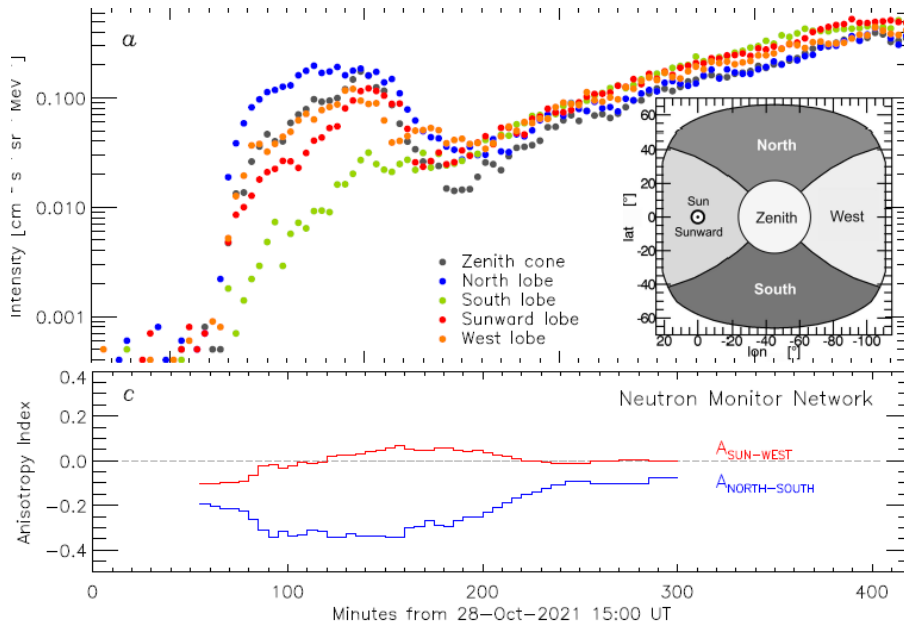 a
Intensity [cm⁻ s sr MeV ]
0.100
0.010
0.001
Zenith cone
North lobe
South lobe
Sunward lobe
West lobe
North
Sun
Sunward
Zenith
West
South
lat [°]
60
40
20
0
-20
-40
-60
20 0 -20 -40 -60 -80 -100
lon [°]
c
Neutron Monitor Network
Anisotropy Index
0.4
0.2
0.0
-0.2
-0.4
A SUN-WEST
A NORTH-SOUTH
0 100 200 300 400
Minutes from 28-Oct-2021 15:00 UT